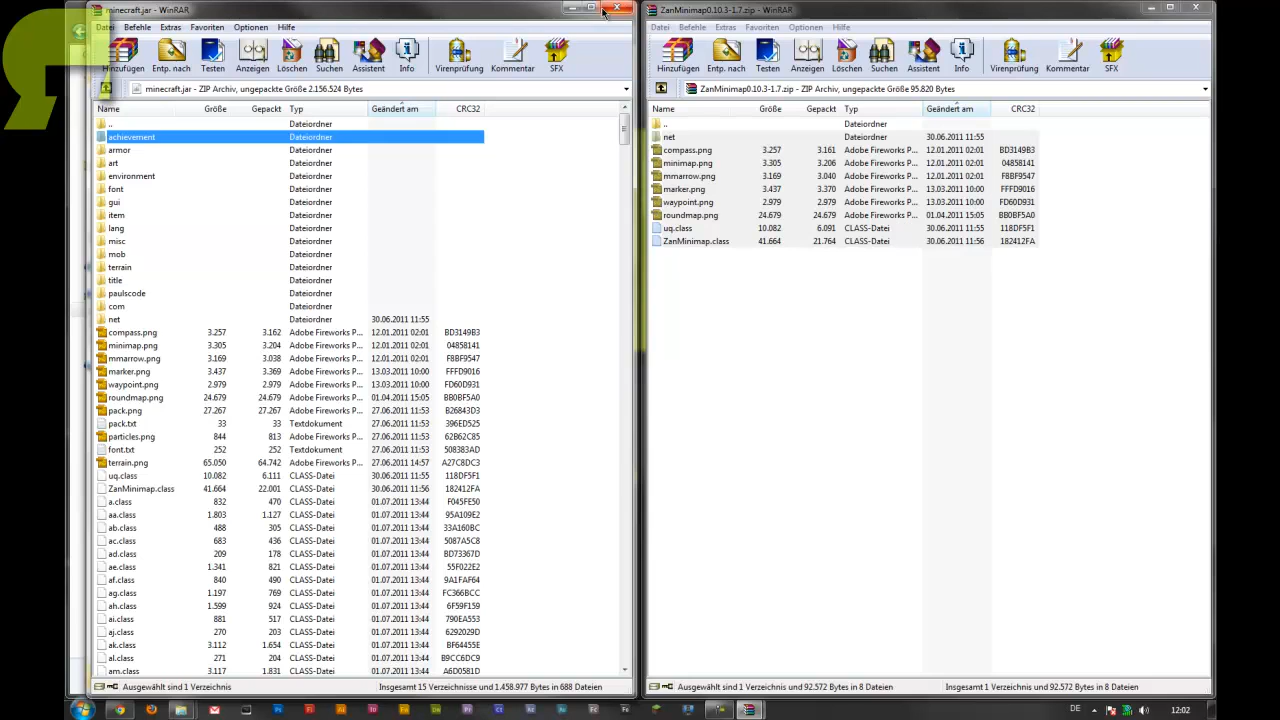 minecraft.jar - WinRAR
Datei Befehle Extras Favoriten Optionen Hilfe
Hinzufügen Entp. nach Testen Anzeigen Löschen Suchen Assistent Info Virenprüfung Kommentar SFX
minecraft.jar - ZIP Archiv, ungepackte Größe 2.156.524 Bytes
Name Größe Gepackt Typ Geändert am CRC32
.. Dateiordner
achievement Dateiordner
armor Dateiordner
art Dateiordner
environment Dateiordner
font Dateiordner
gui Dateiordner
item Dateiordner
lang Dateiordner
misc Dateiordner
mob Dateiordner
terrain Dateiordner
title Dateiordner
paulscode Dateiordner
com Dateiordner
net Dateiordner 30.06.2011 11:55
compass.png 3.257 3.162 Adobe Fireworks P... 12.01.2011 02:01 BD3149B3
minimap.png 3.305 3.204 Adobe Fireworks P... 12.01.2011 02:01 04858141
mmarrow.png 3.169 3.038 Adobe Fireworks P... 12.01.2011 02:01 F8BF9547
marker.png 3.437 3.369 Adobe Fireworks P... 13.03.2011 10:00 FFFD9016
waypoint.png 2.979 2.979 Adobe Fireworks P... 13.03.2011 10:00 FD60D931
roundmap.png 24.679 24.679 Adobe Fireworks P... 01.04.2011 15:05 BB0BF5A0
pack.png 27.267 27.267 Adobe Fireworks P... 27.06.2011 11:53 B26843D3
pack.txt 33 33 Textdokument 27.06.2011 11:53 396ED525
particles.png 844 813 Adobe Fireworks P... 27.06.2011 11:53 62B62C85
font.txt 252 252 Textdokument 27.06.2011 11:53 508383AD
terrain.png 65.050 64.742 Adobe Fireworks P... 27.06.2011 14:57 A27C8DC3
uq.class 10.082 6.111 CLASS-Datei 30.06.2011 11:55 118DF5F1
ZanMinimap.class 41.664 22.001 CLASS-Datei 30.06.2011 11:56 182412FA
a.class 832 470 CLASS-Datei 01.07.2011 13:44 F045FE50
aa.class 1.803 1.127 CLASS-Datei 01.07.2011 13:44 95A109E2
ab.class 488 305 CLASS-Datei 01.07.2011 13:44 33A160BC
ac.class 683 436 CLASS-Datei 01.07.2011 13:44 5087A5C8
ad.class 209 178 CLASS-Datei 01.07.2011 13:44 BD73367D
ae.class 1.341 821 CLASS-Datei 01.07.2011 13:44 55F022E2
af.class 840 490 CLASS-Datei 01.07.2011 13:44 9A1FAF64
ag.class 1.197 769 CLASS-Datei 01.07.2011 13:44 FC366BCC
ah.class 1.599 924 CLASS-Datei 01.07.2011 13:44 6F59F159
ai.class 881 517 CLASS-Datei 01.07.2011 13:44 790EA553
aj.class 270 203 CLASS-Datei 01.07.2011 13:44 6292029D
ak.class 3.112 1.654 CLASS-Datei 01.07.2011 13:44 BF64455E
al.class 271 204 CLASS-Datei 01.07.2011 13:44 B9CC6DC9
am.class 3.117 1.831 CLASS-Datei 01.07.2011 13:44 A6D0581D
Ausgewählt sind 1 Verzeichnis Insgesamt 15 Verzeichnisse und 1.458.977 Bytes in 688 Dateien
ZanMinimap0.10.3-1.7.zip - WinRAR
Datei Befehle Extras Favoriten Optionen Hilfe
Hinzufügen Entp. nach Testen Anzeigen Löschen Suchen Assistent Info Virenprüfung Kommentar SFX
ZanMinimap0.10.3-1.7.zip - ZIP Archiv, ungepackte Größe 95.820 Bytes
Name Größe Gepackt Typ Geändert am CRC32
.. Dateiordner
net Dateiordner 30.06.2011 11:55
compass.png 3.257 3.161 Adobe Fireworks P... 12.01.2011 02:01 BD3149B3
minimap.png 3.305 3.206 Adobe Fireworks P... 12.01.2011 02:01 04858141
mmarrow.png 3.169 3.040 Adobe Fireworks P... 12.01.2011 02:01 F8BF9547
marker.png 3.437 3.370 Adobe Fireworks P... 13.03.2011 10:00 FFFD9016
waypoint.png 2.979 2.979 Adobe Fireworks P... 13.03.2011 10:00 FD60D931
roundmap.png 24.679 24.679 Adobe Fireworks P... 01.04.2011 15:05 BB0BF5A0
uq.class 10.082 6.091 CLASS-Datei 30.06.2011 11:55 118DF5F1
ZanMinimap.class 41.664 21.764 CLASS-Datei 30.06.2011 11:56 182412FA
Ausgewählt sind 1 Verzeichnis und 92.572 Bytes in 8 Dateien Insgesamt 1 Verzeichnis und 92.572 Bytes in 8 Dateien
DE 12:02